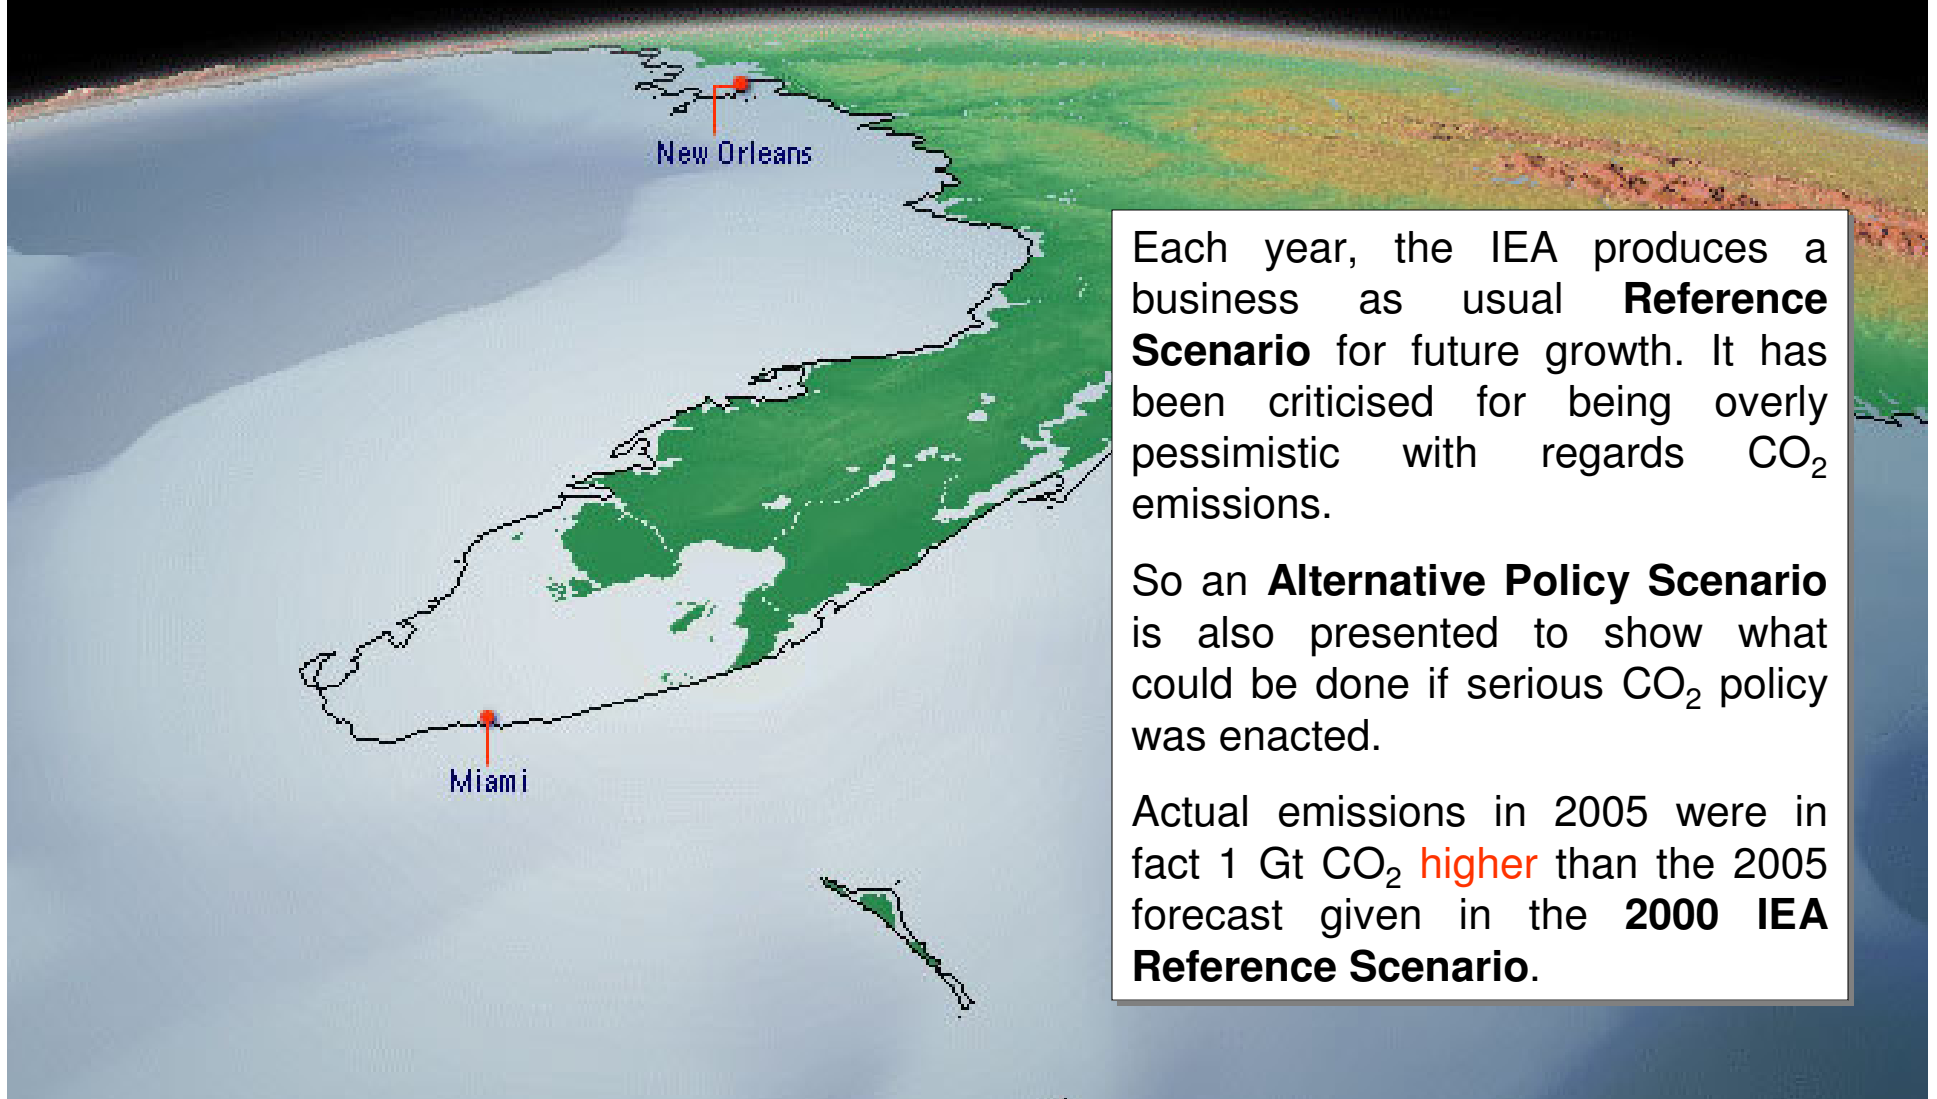 New Orleans
Each year, the IEA produces a
business as usual Reference
Scenario for future growth. It has
been criticised for being overly
pessimistic with regards CO₂
emissions.
So an Alternative Policy Scenario
is also presented to show what
could be done if serious CO₂ policy
was enacted.
Actual emissions in 2005 were in
fact 1 Gt CO₂ higher than the 2005
forecast given in the 2000 IEA
Reference Scenario.
Miami